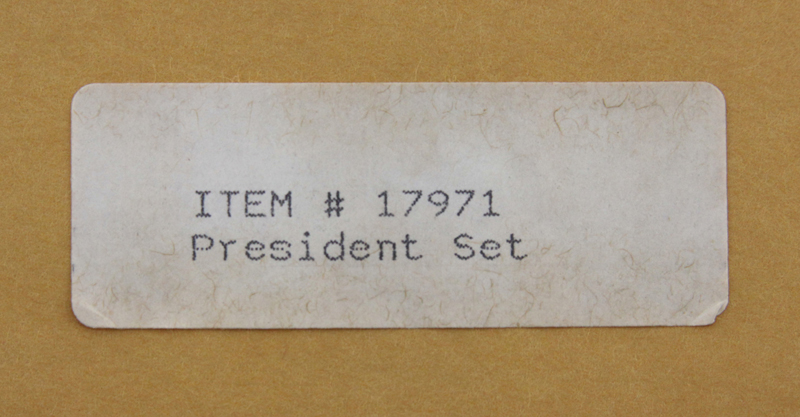 ITEM # 17971
President Set